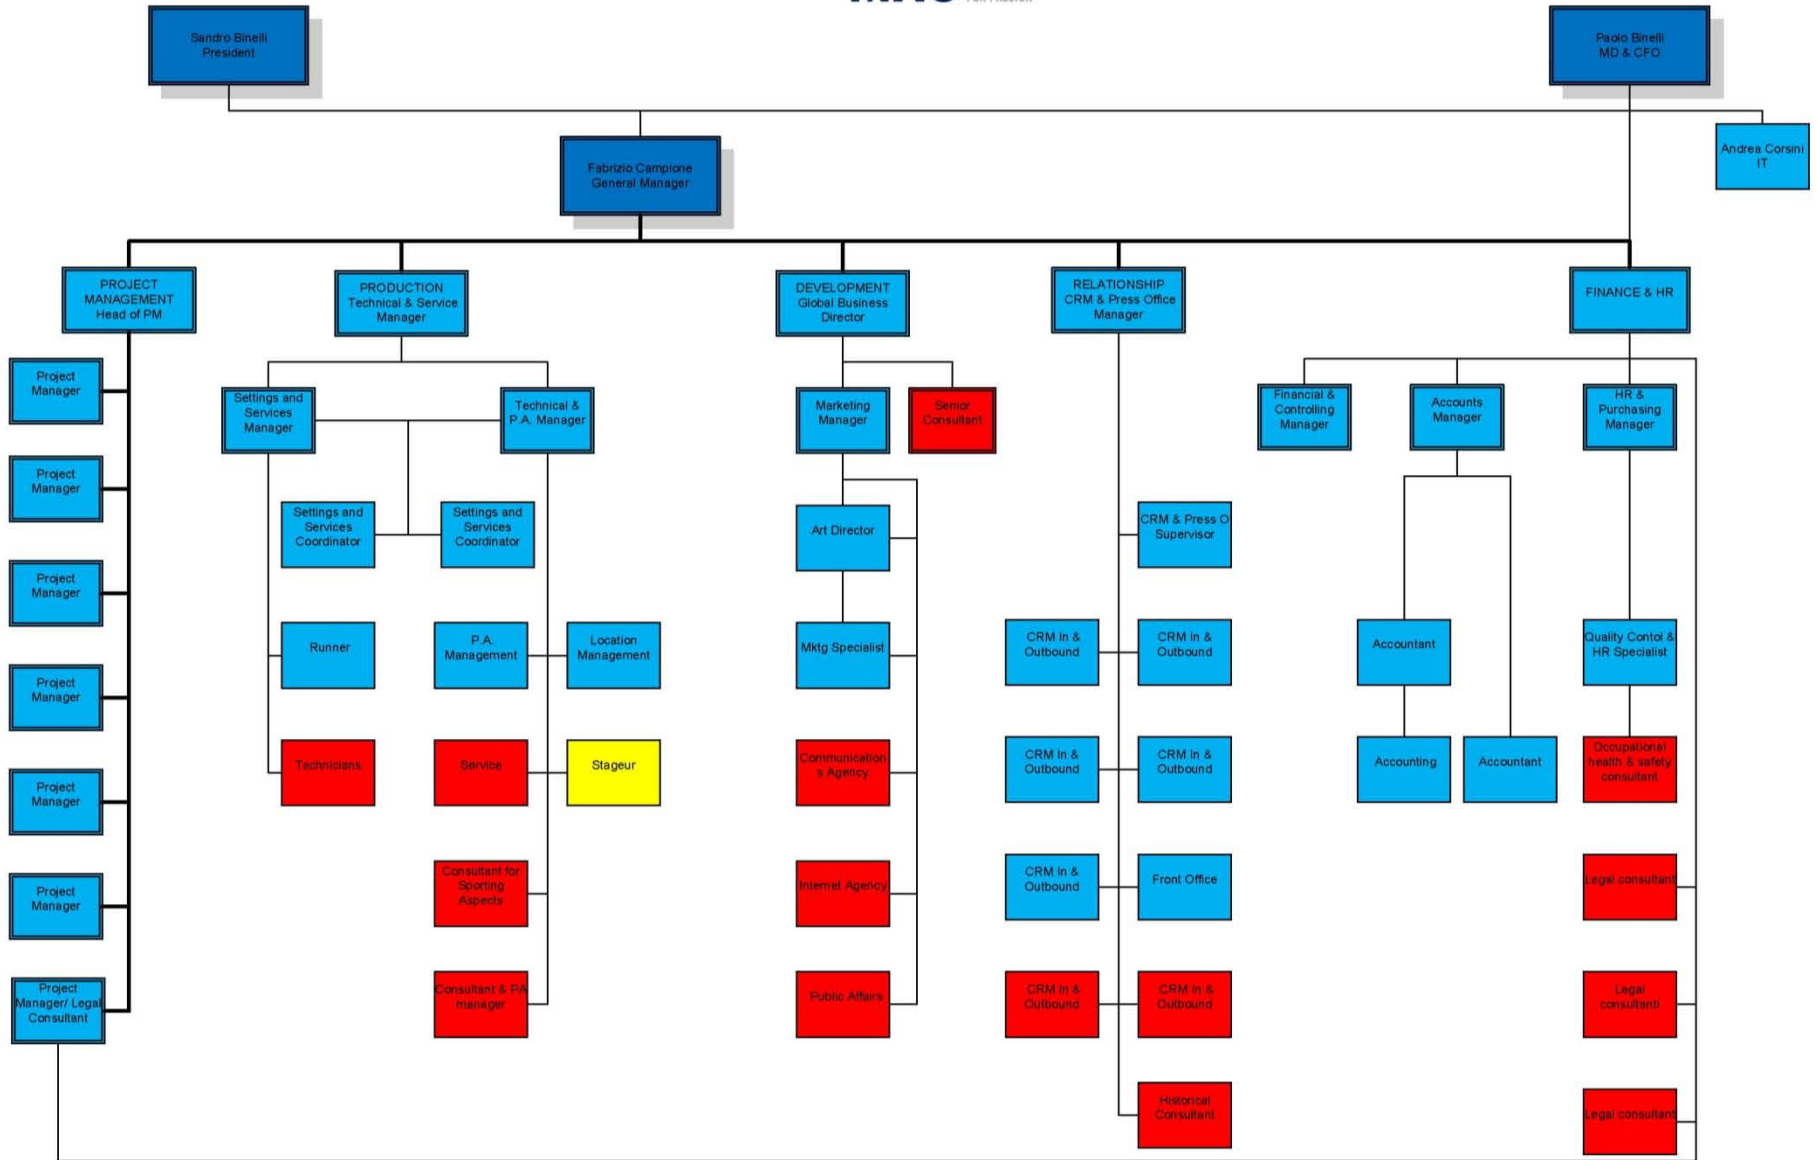 Sandro Binelli
President
Paolo Binelli
MD & CFO
Andrea Corsini
IT
Fabrizio Campione
General Manager
PROJECT
MANAGEMENT
Head of PM
PRODUCTION
Technical & Service
Manager
DEVELOPMENT
Global Business
Director
RELATIONSHIP
CRM & Press Office
Manager
FINANCE & HR
Project
Manager
Settings and
Services
Manager
Technical &
P.A. Manager
Marketing
Manager
Senior
Consultant
Financial &
Controlling
Manager
Accounts
Manager
HR &
Purchasing
Manager
Project
Manager
Settings and
Services
Coordinator
Settings and
Services
Coordinator
Art Director
CRM & Press O
Supervisor
Project
Manager
Runner
P.A.
Management
Location
Management
Mktg Specialist
CRM In &
Outbound
CRM In &
Outbound
Accountant
Quality Contol &
HR Specialist
Project
Manager
Technicians
Service
Stageur
Communication
s Agency
CRM In &
Outbound
CRM In &
Outbound
Accounting
Accountant
Occupational
health & safety
consultant
Project
Manager
Consultant for
Sporting
Aspects
Internet Agency
CRM In &
Outbound
Front Office
Legal consultant
Project
Manager
Consultant & PA
manager
Public Affairs
CRM In &
Outbound
CRM In &
Outbound
Legal
consultanti
Project
Manager/ Legal
Consultant
Historical
Consultant
Legal consultant